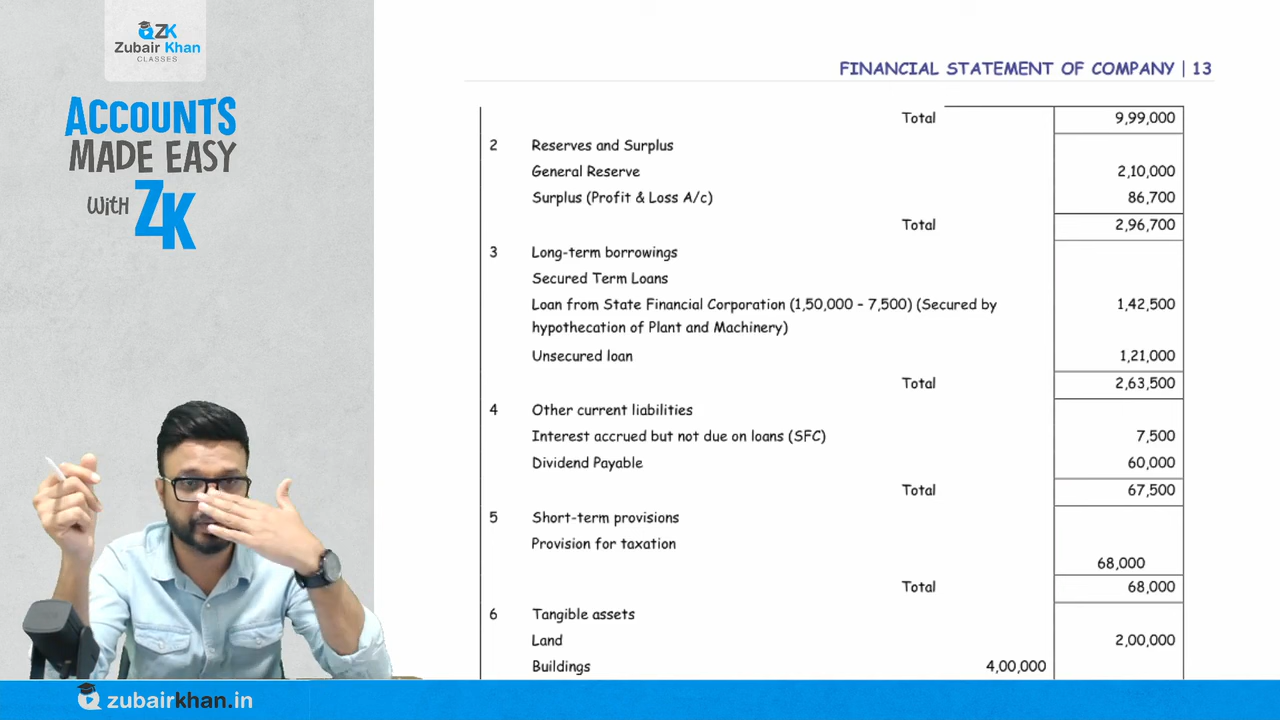 ZK
Zubair Khan
CLASSES
ACCOUNTS
MADE EASY
WITH ZK
FINANCIAL STATEMENT OF COMPANY | 13
Total 9,99,000
2 Reserves and Surplus
General Reserve 2,10,000
Surplus (Profit & Loss A/c) 86,700
Total 2,96,700
3 Long-term borrowings
Secured Term Loans
Loan from State Financial Corporation (1,50,000 – 7,500) (Secured by 1,42,500
hypothecation of Plant and Machinery)
Unsecured loan 1,21,000
Total 2,63,500
4 Other current liabilities
Interest accrued but not due on loans (SFC) 7,500
Dividend Payable 60,000
Total 67,500
5 Short-term provisions
Provision for taxation
68,000
Total 68,000
6 Tangible assets
Land 2,00,000
Buildings 4,00,000
zubairkhan.in